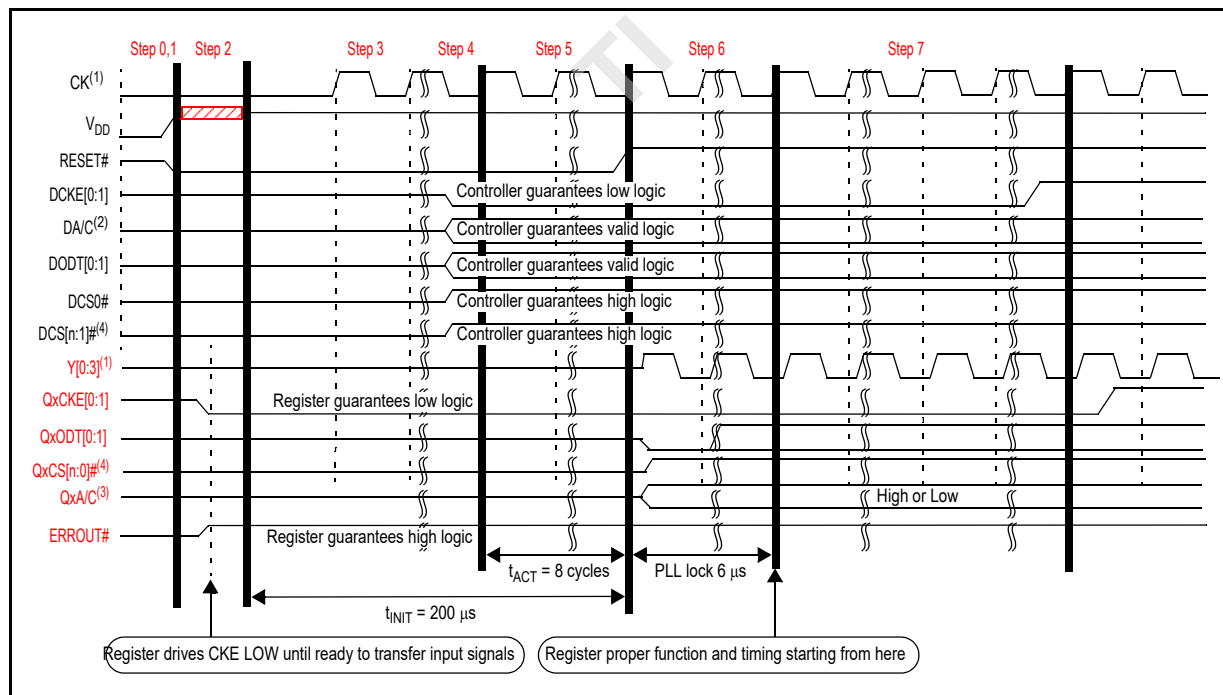 TI
Step 0,1 Step 2 Step 3 Step 4 Step 5 Step 6 Step 7
CK(1)
VDD
RESET#
DCKE[0:1] Controller guarantees low logic
DA/C(2) Controller guarantees valid logic
DODT[0:1] Controller guarantees valid logic
DCS0# Controller guarantees high logic
DCS[n:1]#(4) Controller guarantees high logic
Y[0:3](1)
QxCKE[0:1] Register guarantees low logic
QxODT[0:1]
QxCS[n:0]#(4)
QxA/C(3) High or Low
ERROUT# Register guarantees high logic
tACT = 8 cycles PLL lock 6 µs
tINIT = 200 µs
Register drives CKE LOW until ready to transfer input signals Register proper function and timing starting from here